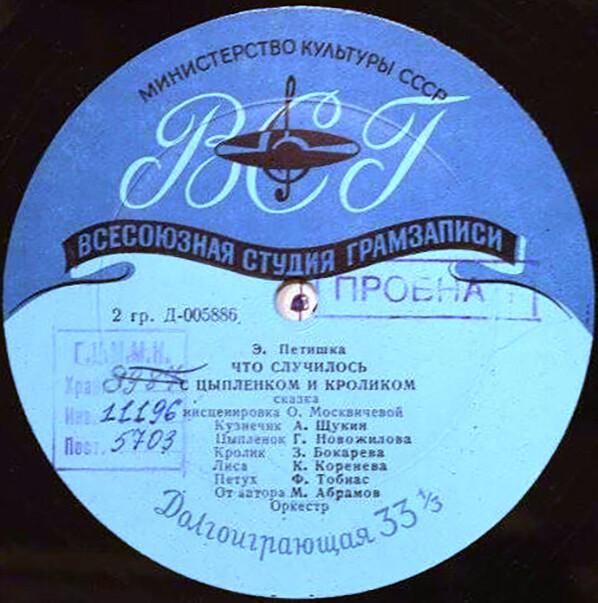 МИНИСТЕРСТВО КУЛЬТУРЫ СССР
ВСГ
ВСЕСОЮЗНАЯ СТУДИЯ ГРАМЗАПИСИ
ПРОБНА
2 гр. Д-005886
Э. Петишка
ЧТО СЛУЧИЛОСЬ
С ЦЫПЛЕНКОМ И КРОЛИКОМ
сказка
инсценировка О. Москвичевой
Кузнечик А. Щукин
Цыпленок Г. Новожилова
Кролик З. Бокарева
Лиса К. Коренева
Петух Ф. Тобиас
От автора М. Абрамов
Оркестр
Г.Ц.М.М.К.
Хран
Инв. 11196
Пост. 5703
Долгоиграющая 33 1/3